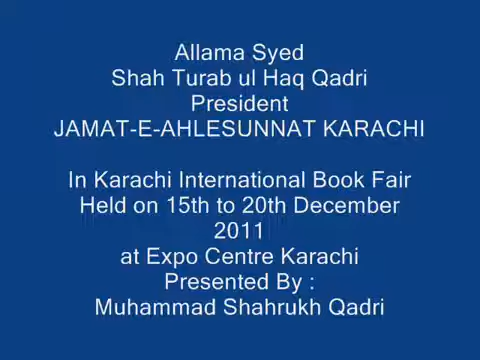 Allama Syed
Shah Turab ul Haq Qadri
President
JAMAT-E-AHLESUNNAT KARACHI
In Karachi International Book Fair
Held on 15th to 20th December
2011
at Expo Centre Karachi
Presented By :
Muhammad Shahrukh Qadri